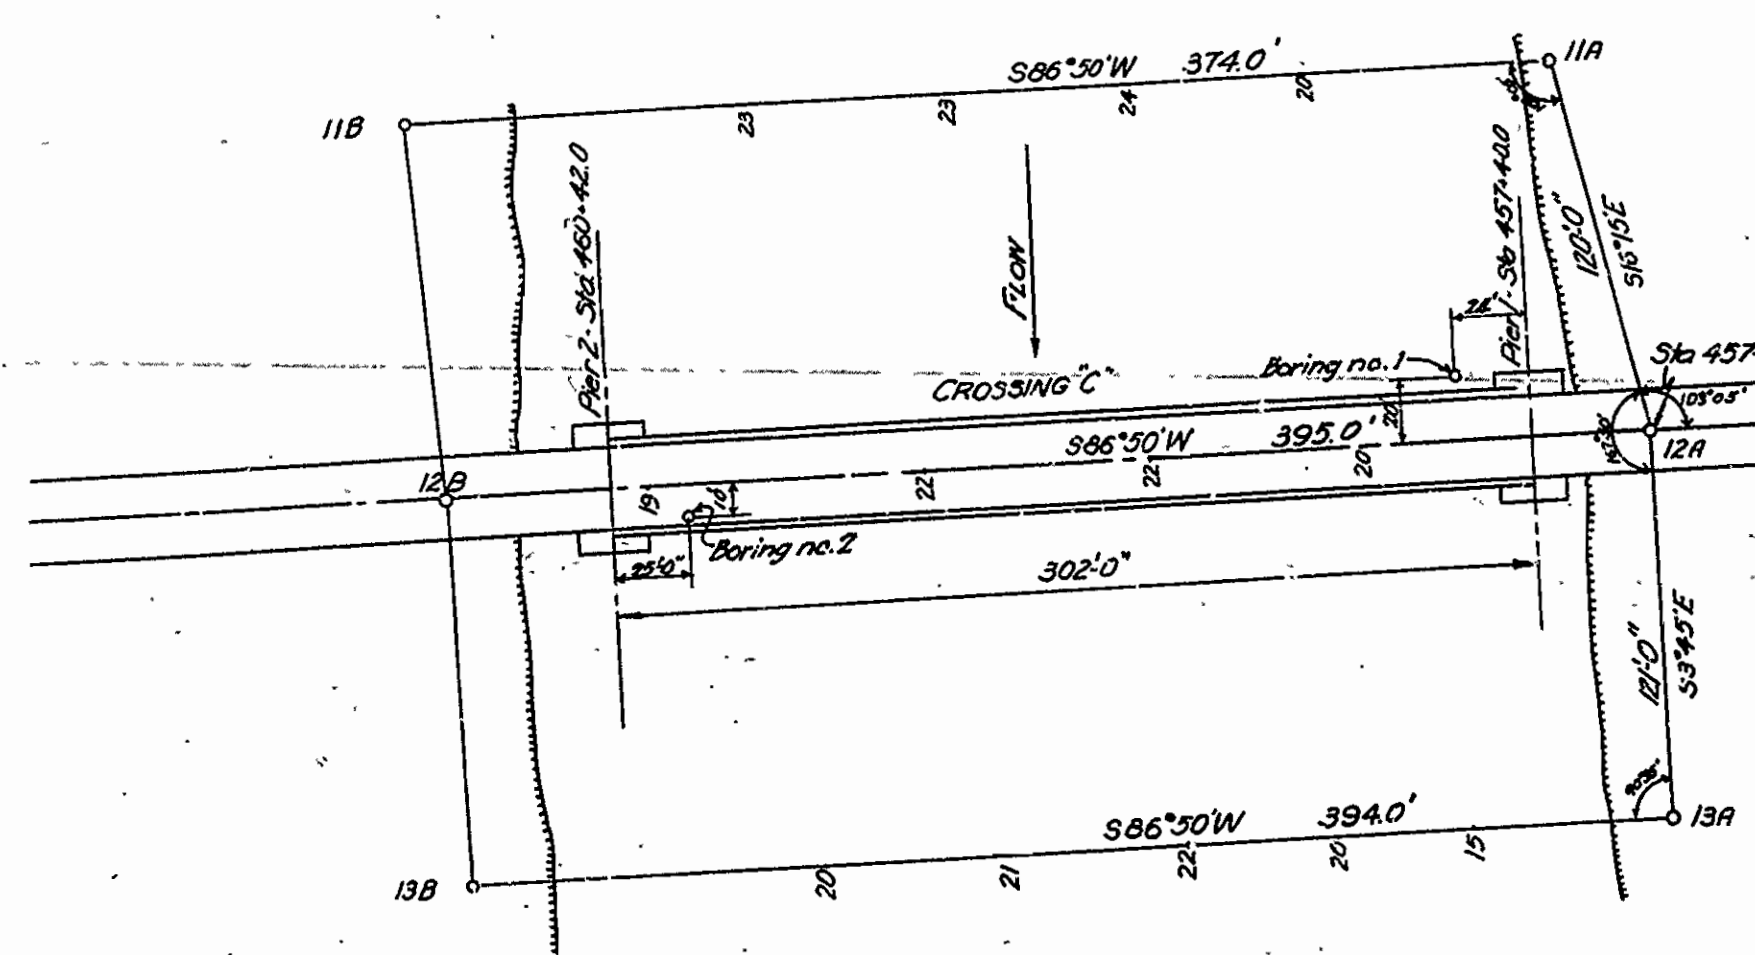 S86°50'W 374.0'
11A
11B
23
23
24
20
Pier 2 - Sta 460+42.0
FLOW
Pier 1 - Sta 457+40.0
120'-0"
S16°15'E
24'
Boring no. 1
Sta 457
CROSSING "C"
20'
103°05'
S86°50'W 395.0'
12A
12B
19
22
22
20
Boring no. 2
25'-0"
302'-0"
121'-0"
S3°45'E
S86°50'W 394.0'
13A
13B
20
21
22
20
15